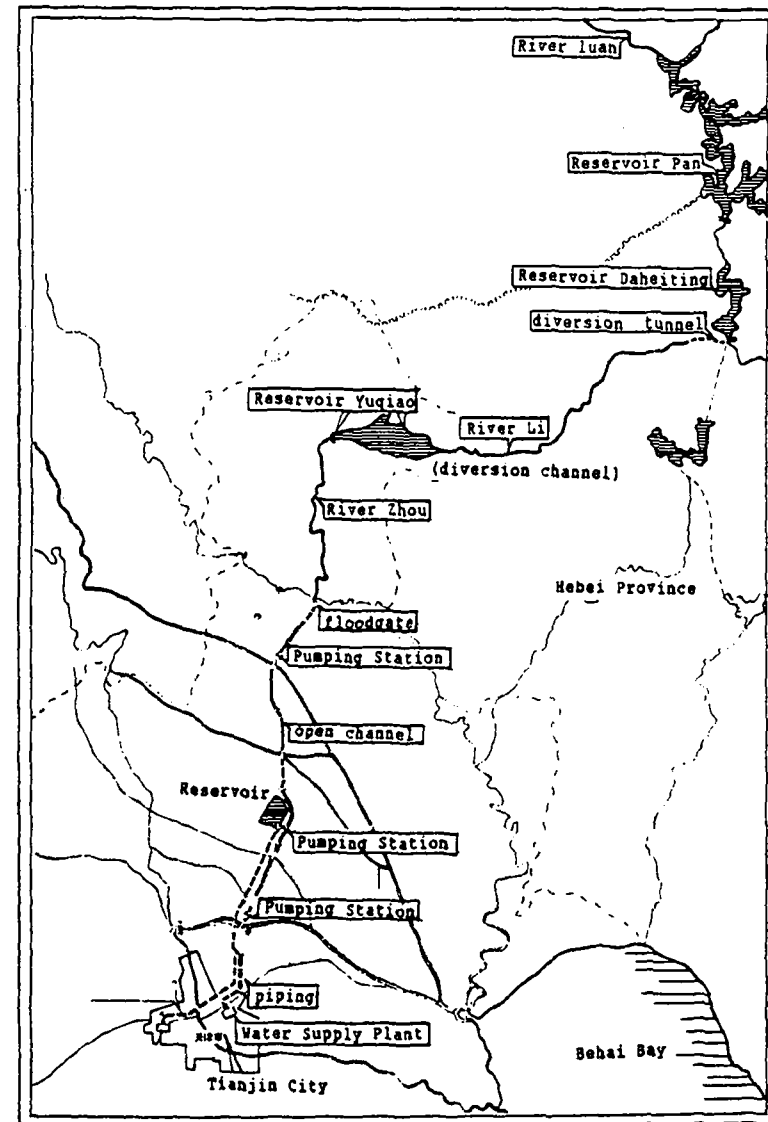 River luan
Reservoir Pan
Reservoir Daheiting
diversion tunnel
Reservoir Yuqiao
River Li
(diversion channel)
River Zhou
Hebei Province
floodgate
Pumping Station
open channel
Reservoir
Pumping Station
Pumping Station
piping
Water Supply Plant
Behai Bay
Tianjin City